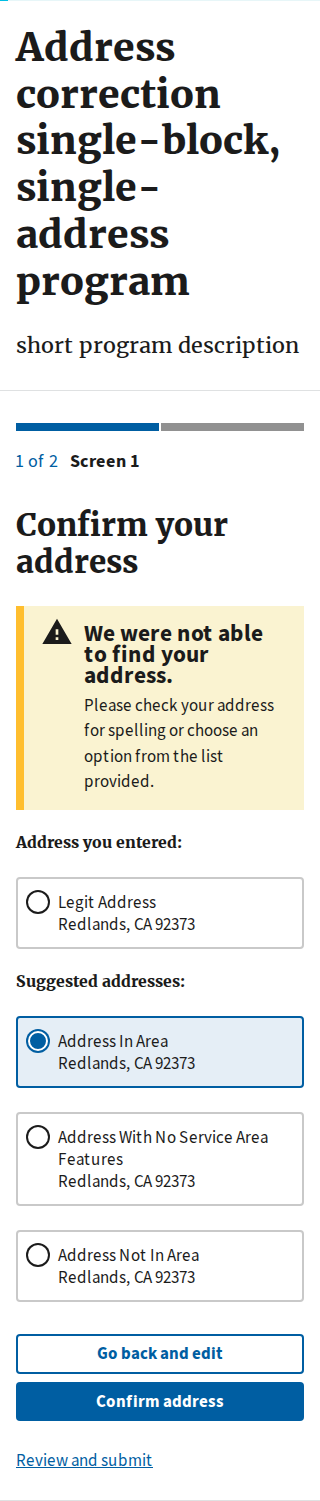 Address
correction
single-block,
single-
address
program
short program description
1 of 2 Screen 1
Confirm your
address
We were not able
to find your
address.
Please check your address
for spelling or choose an
option from the list
provided.
Address you entered:
Legit Address
Redlands, CA 92373
Suggested addresses:
Address In Area
Redlands, CA 92373
Address With No Service Area
Features
Redlands, CA 92373
Address Not In Area
Redlands, CA 92373
Go back and edit
Confirm address
Review and submit